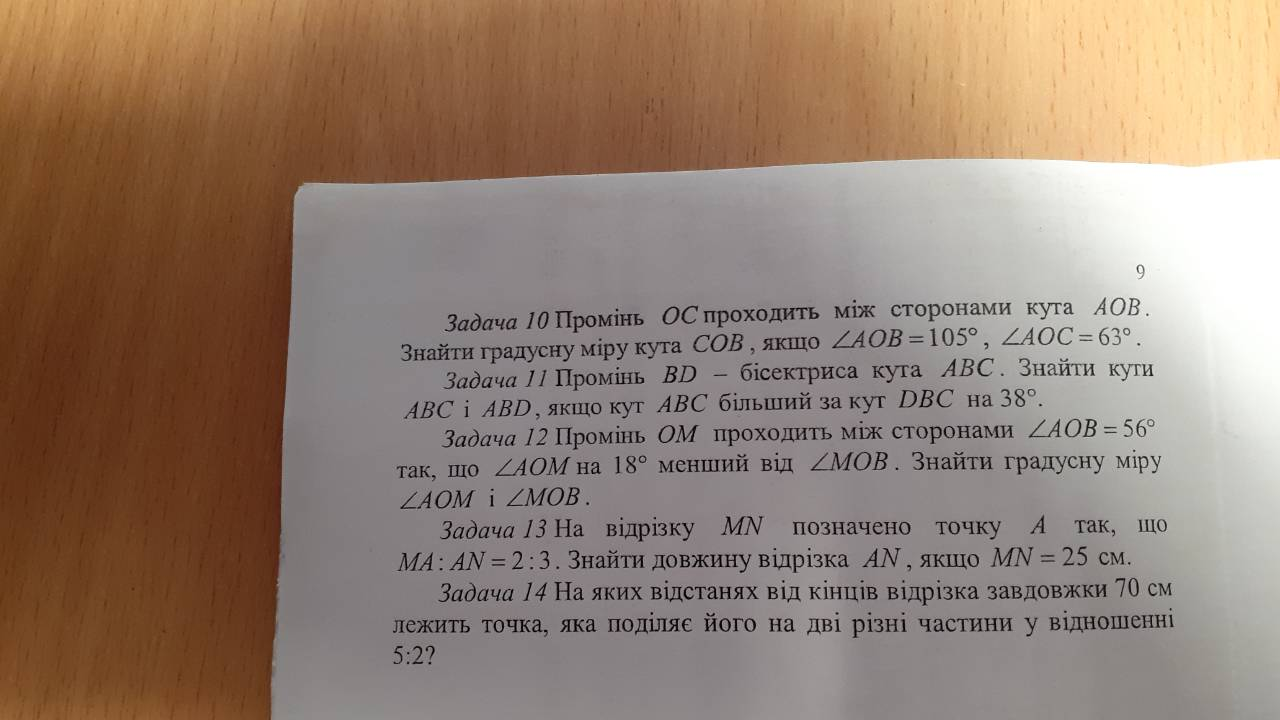 9
Задача 10 Промінь OC проходить між сторонами кута AOB.
Знайти градусну міру кута COB, якщо ∠AOB = 105°, ∠AOC = 63°.
Задача 11 Промінь BD – бісектриса кута ABC. Знайти кути
ABC і ABD, якщо кут ABC більший за кут DBC на 38°.
Задача 12 Промінь OM проходить між сторонами ∠AOB = 56°
так, що ∠AOM на 18° менший від ∠MOB. Знайти градусну міру
∠AOM і ∠MOB.
Задача 13 На відрізку MN позначено точку A так, що
MA: AN = 2:3. Знайти довжину відрізка AN, якщо MN = 25 см.
Задача 14 На яких відстанях від кінців відрізка завдовжки 70 см
лежить точка, яка поділяє його на дві різні частини у відношенні
5:2?